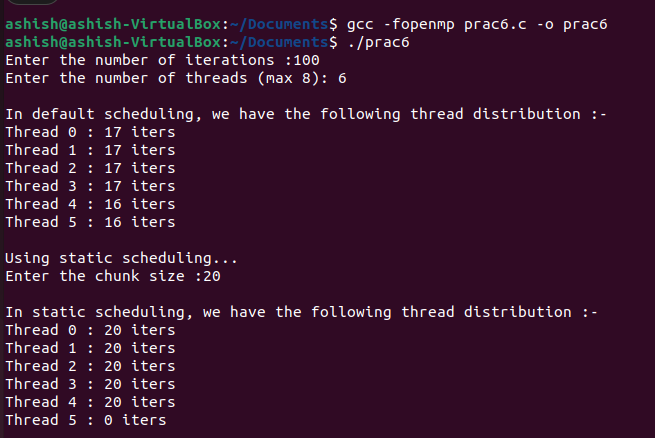 ashish@ashish-VirtualBox:~/Documents$ gcc -fopenmp prac6.c -o prac6
ashish@ashish-VirtualBox:~/Documents$ ./prac6
Enter the number of iterations :100
Enter the number of threads (max 8): 6
In default scheduling, we have the following thread distribution :-
Thread 0 : 17 iters
Thread 1 : 17 iters
Thread 2 : 17 iters
Thread 3 : 17 iters
Thread 4 : 16 iters
Thread 5 : 16 iters
Using static scheduling...
Enter the chunk size :20
In static scheduling, we have the following thread distribution :-
Thread 0 : 20 iters
Thread 1 : 20 iters
Thread 2 : 20 iters
Thread 3 : 20 iters
Thread 4 : 20 iters
Thread 5 : 0 iters